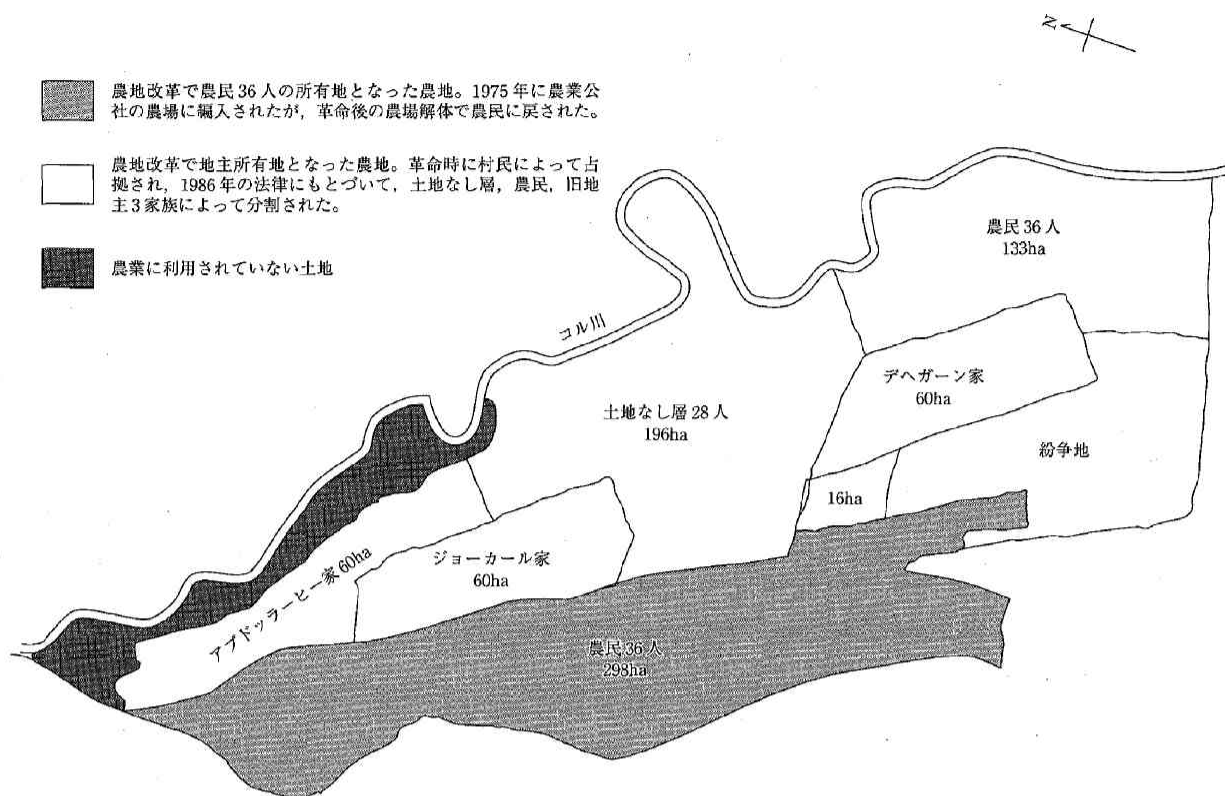 N
農地改革で農民36人の所有地となった農地。1975年に農業公
社の農場に編入されたが，革命後の農場解体で農民に戻された。
農地改革で地主所有地となった農地。革命時に村民によって占
拠され，1986年の法律にもとづいて，土地なし層，農民，旧地
主3家族によって分割された。
農業に利用されていない土地
農民36人
133ha
コル川
デヘガーン家
60ha
土地なし層28人
196ha
紛争地
16ha
ジョーカール家
60ha
アブドッラーヒー家 60ha
農民36人
298ha